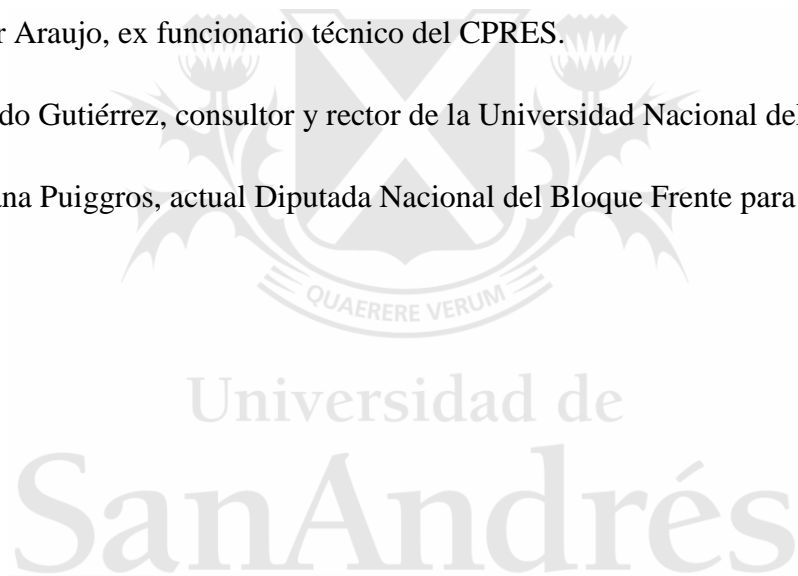 r Araujo, ex funcionario técnico del CPRES.
do Gutiérrez, consultor y rector de la Universidad Nacional del
ana Puiggros, actual Diputada Nacional del Bloque Frente para
QUAERERE VERUM
Universidad de
SanAndrés